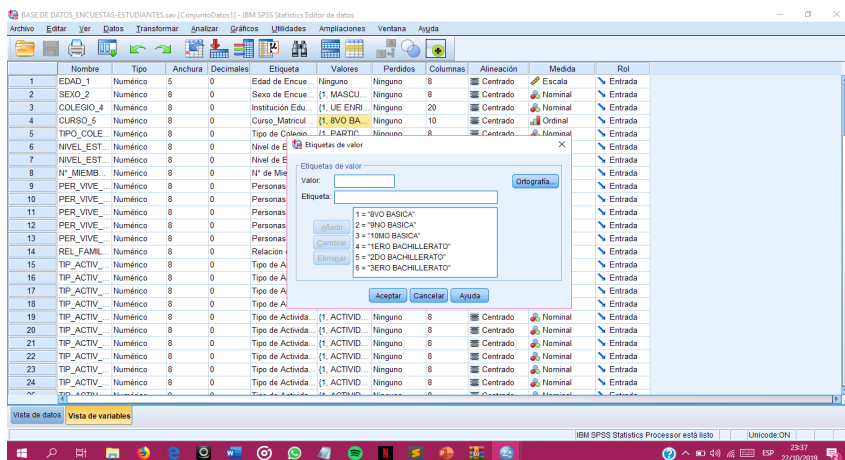 BASE DE DATOS_ENCUESTAS-ESTUDIANTES.sav [ConjuntoDatos1] - IBM SPSS Statistics Editor de datos
Archivo Editar Ver Datos Transformar Analizar Gráficos Utilidades Ampliaciones Ventana Ayuda
Nombre Tipo Anchura Decimales Etiqueta Valores Perdidos Columnas Alineación Medida Rol
1 EDAD_1 Numérico 5 0 Edad de Encue... Ninguno Ninguno 8 Centrado Escala Entrada
2 SEXO_2 Numérico 8 0 Sexo de Encue... {1, MASCU... Ninguno 8 Centrado Nominal Entrada
3 COLEGIO_4 Numérico 8 0 Institución Edu... {1, UE ENRI... Ninguno 20 Centrado Nominal Entrada
4 CURSO_5 Numérico 8 0 Curso_Matricul... {1, 8VO BA... Ninguno 10 Centrado Ordinal Entrada
5 TIPO_COLE... Numérico 8 0 Tipo de Colegio {1, PARTIC... Ninguno 8 Centrado Nominal Entrada
6 NIVEL_EST... Numérico 8 0 Nivel de E Entrada
7 NIVEL_EST... Numérico 8 0 Nivel de E Entrada
8 N°_MIEMB... Numérico 8 0 N° de Mie Entrada
9 PER_VIVE_... Numérico 8 0 Personas Entrada
10 PER_VIVE_... Numérico 8 0 Personas Entrada
11 PER_VIVE_... Numérico 8 0 Personas Entrada
12 PER_VIVE_... Numérico 8 0 Personas Entrada
13 PER_VIVE_... Numérico 8 0 Personas Entrada
14 REL_FAMIL... Numérico 8 0 Relacion Entrada
15 TIP_ACTIV_... Numérico 8 0 Tipo de A Entrada
16 TIP_ACTIV_... Numérico 8 0 Tipo de A Entrada
17 TIP_ACTIV_... Numérico 8 0 Tipo de A Entrada
18 TIP_ACTIV_... Numérico 8 0 Tipo de A Entrada
19 TIP_ACTIV_... Numérico 8 0 Tipo de Activida... {1, ACTIVID... Ninguno 8 Centrado Nominal Entrada
20 TIP_ACTIV_... Numérico 8 0 Tipo de Activida... {1, ACTIVID... Ninguno 8 Centrado Nominal Entrada
21 TIP_ACTIV_... Numérico 8 0 Tipo de Activida... {1, ACTIVID... Ninguno 8 Centrado Nominal Entrada
22 TIP_ACTIV_... Numérico 8 0 Tipo de Activida... {1, ACTIVID... Ninguno 8 Centrado Nominal Entrada
23 TIP_ACTIV_... Numérico 8 0 Tipo de Activida... {1, ACTIVID... Ninguno 8 Centrado Nominal Entrada
24 TIP_ACTIV_... Numérico 8 0 Tipo de Activida... {1, ACTIVID... Ninguno 8 Centrado Nominal Entrada
Etiquetas de valor
Etiquetas de valor
Valor:
Ortografía...
Etiqueta:
Añadir
Cambiar
Eliminar
1 = "8VO BASICA"
2 = "9NO BASICA"
3 = "10MO BASICA"
4 = "1ERO BACHILLERATO"
5 = "2DO BACHILLERATO"
6 = "3ERO BACHILLERATO"
Aceptar Cancelar Ayuda
Vista de datos Vista de variables
IBM SPSS Statistics Processor está listo Unicode:ON
ESP
23:37
22/10/2019